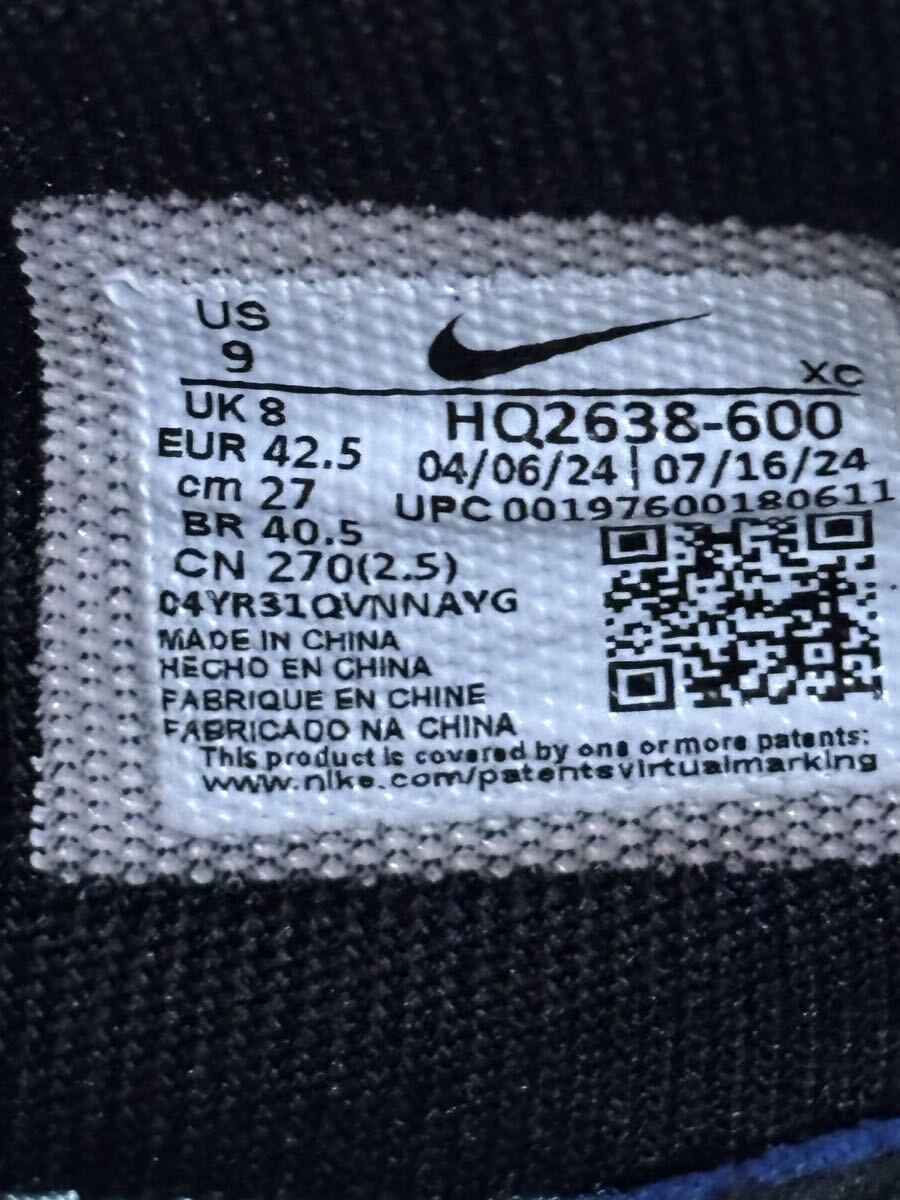 US
9
XC
UK 8
HQ2638-600
EUR 42.5
04/06/24 | 07/16/24
cm 27
UPC 00197600180611
BR 40.5
CN 270(2.5)
04YR31QVNNAYG
MADE IN CHINA
HECHO EN CHINA
FABRIQUE EN CHINE
FABRICADO NA CHINA
This product is covered by one or more patents:
www.nike.com/patentsvirtualmarking